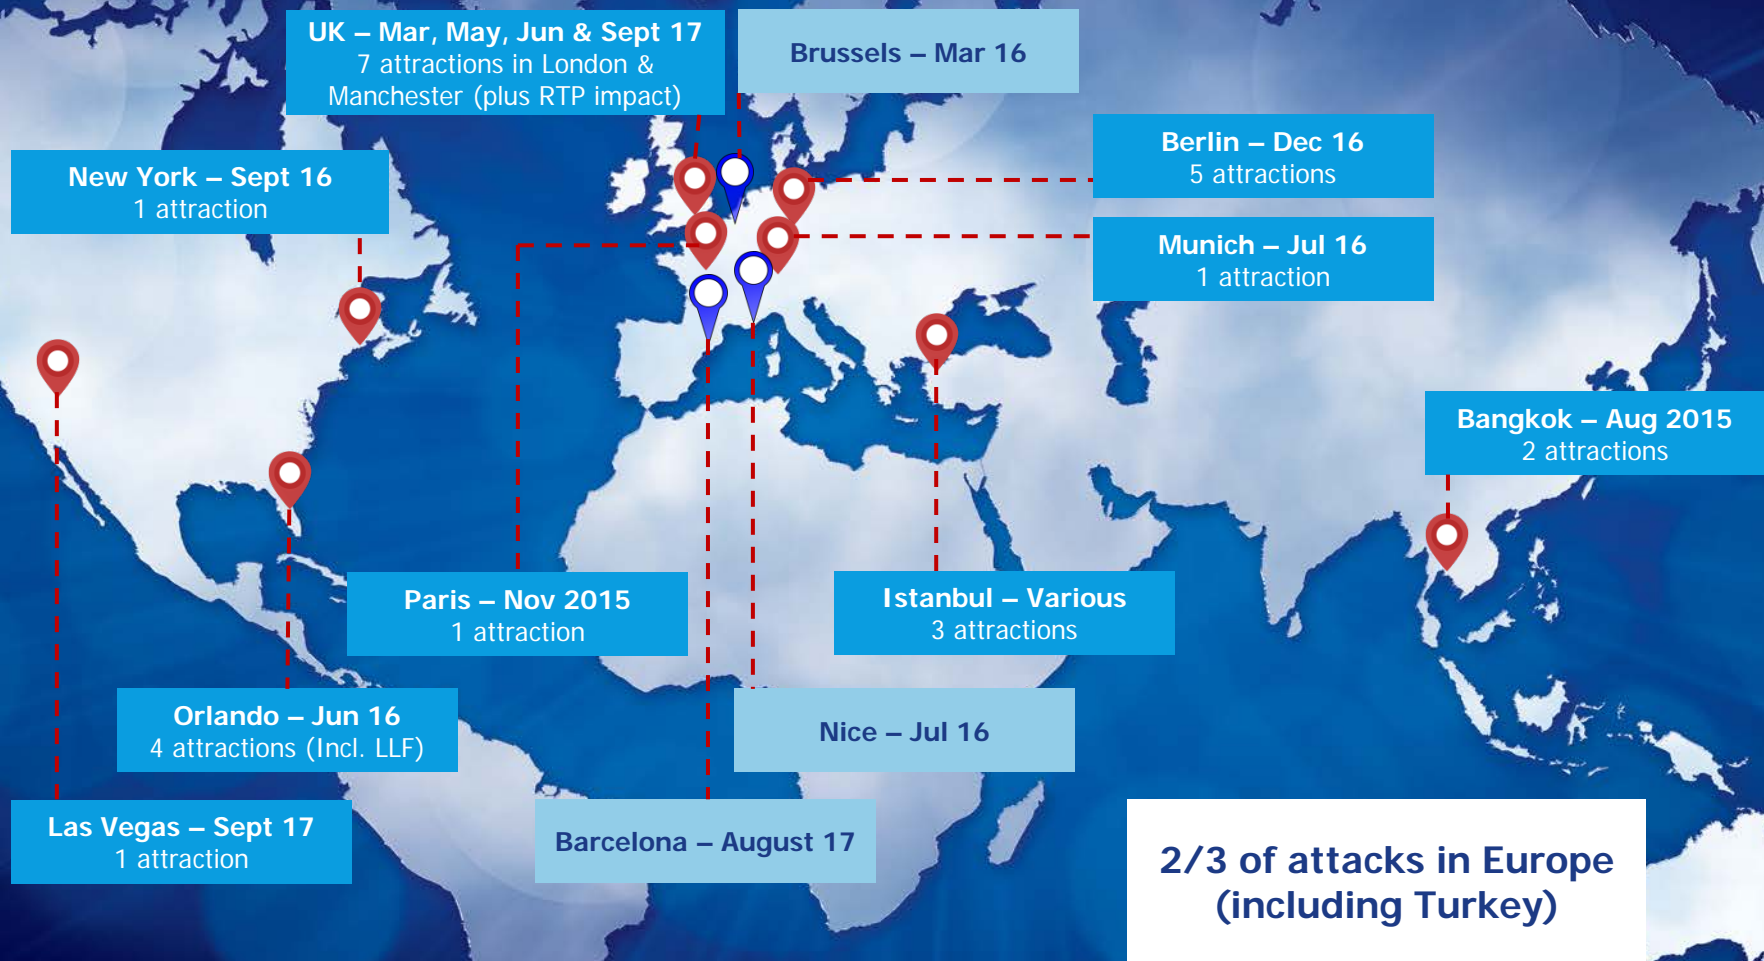 UK – Mar, May, Jun & Sept 17
7 attractions in London &
Manchester (plus RTP impact)
Brussels – Mar 16
Berlin – Dec 16
5 attractions
New York – Sept 16
1 attraction
Munich – Jul 16
1 attraction
Bangkok – Aug 2015
2 attractions
Paris – Nov 2015
1 attraction
Istanbul – Various
3 attractions
Orlando – Jun 16
4 attractions (Incl. LLF)
Nice – Jul 16
Las Vegas – Sept 17
1 attraction
Barcelona – August 17
2/3 of attacks in Europe
(including Turkey)